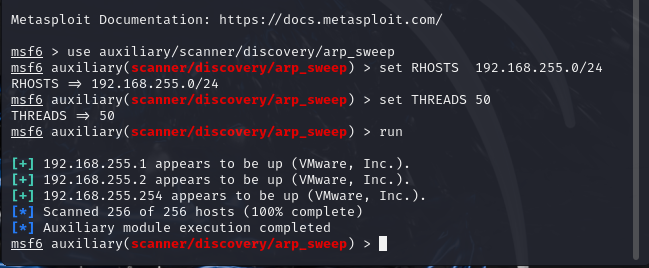 Metasploit Documentation: https://docs.metasploit.com/
msf6 > use auxiliary/scanner/discovery/arp_sweep
msf6 auxiliary(scanner/discovery/arp_sweep) > set RHOSTS  192.168.255.0/24
RHOSTS => 192.168.255.0/24
msf6 auxiliary(scanner/discovery/arp_sweep) > set THREADS 50
THREADS => 50
msf6 auxiliary(scanner/discovery/arp_sweep) > run
[+] 192.168.255.1 appears to be up (VMware, Inc.).
[+] 192.168.255.2 appears to be up (VMware, Inc.).
[+] 192.168.255.254 appears to be up (VMware, Inc.).
[*] Scanned 256 of 256 hosts (100% complete)
[*] Auxiliary module execution completed
msf6 auxiliary(scanner/discovery/arp_sweep) >